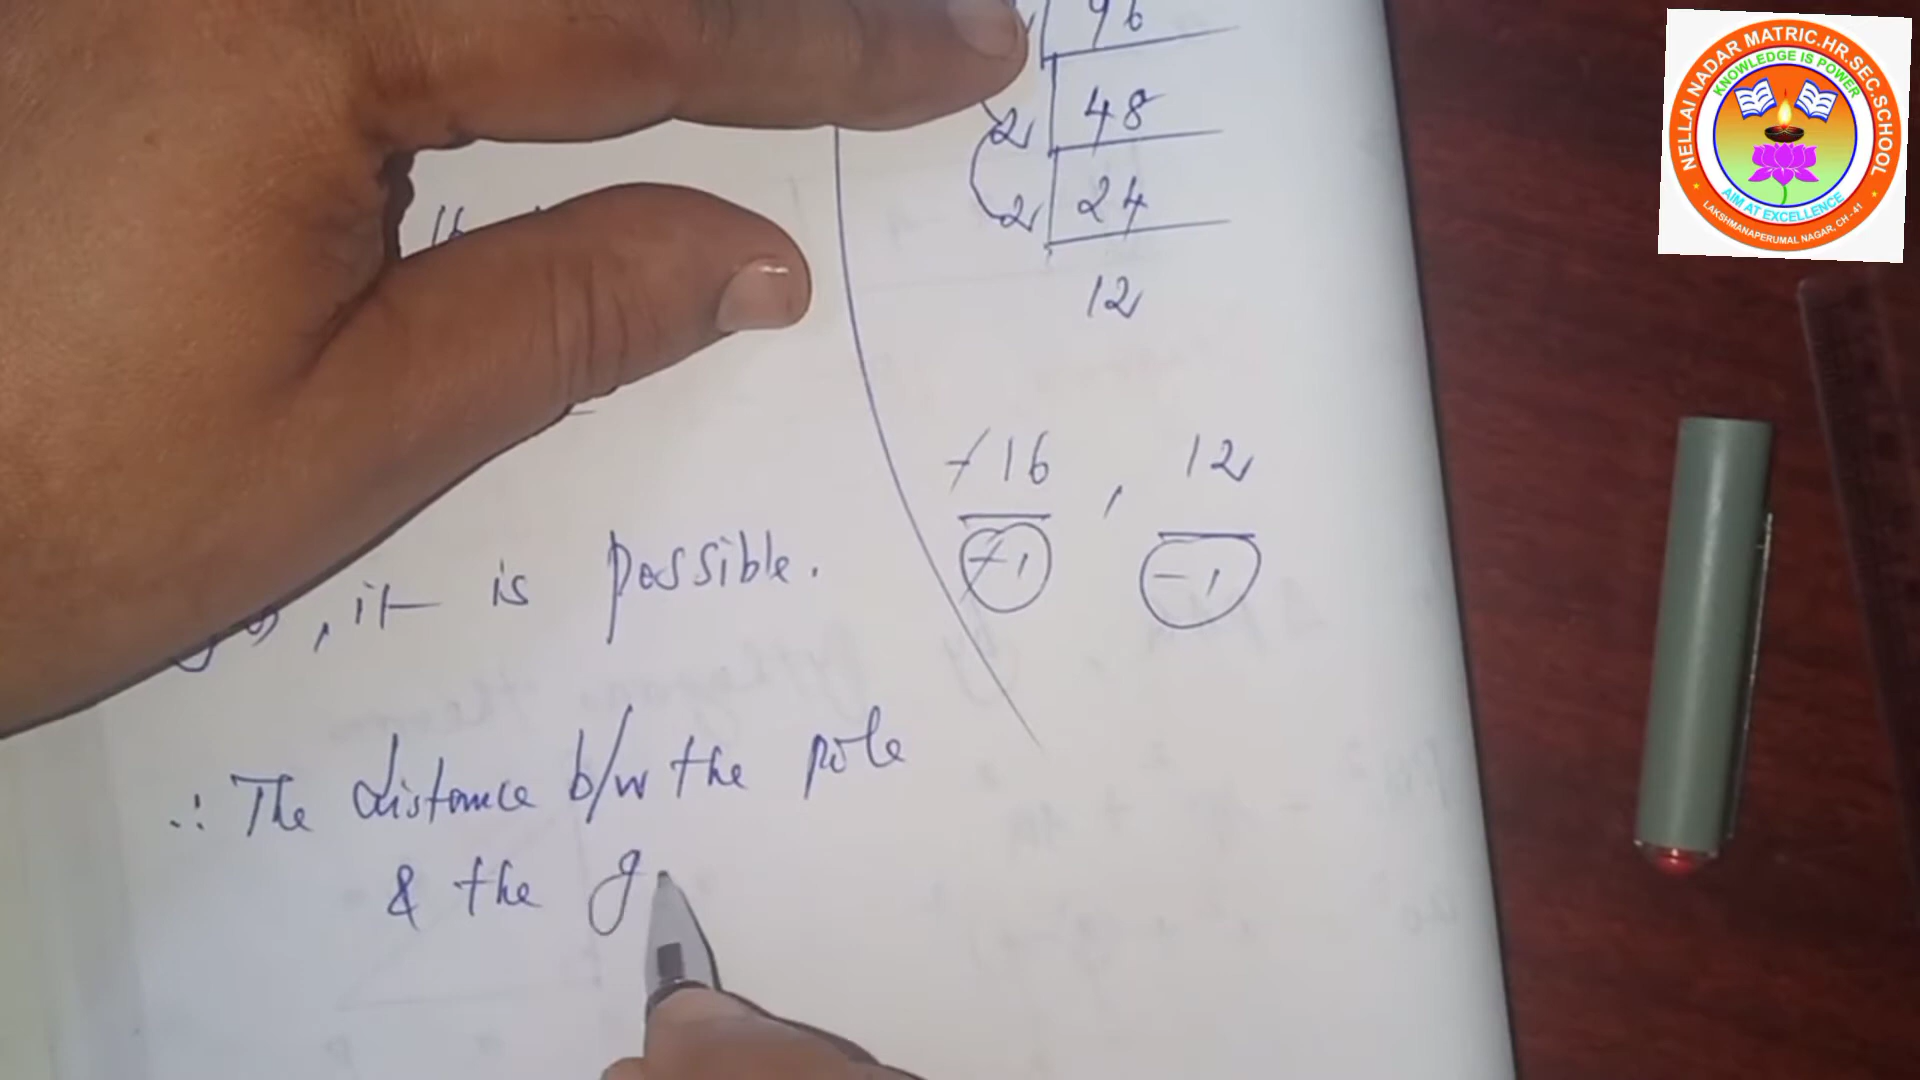 96
2 48
2 24
12
16
+16 , 12
+1 -1
, it is possible.
∴ The distance b/w the pole
& the g
NELLAI NADAR MATRIC.HR.SEC.SCHOOL
KNOWLEDGE IS POWER
AIM AT EXCELLENCE
LAKSHMANAPERUMAL NAGAR, CH - 41